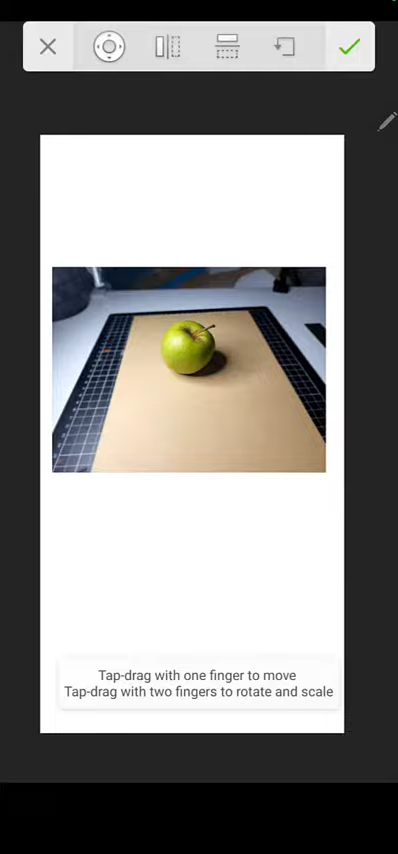 Tap-drag with one finger to move
Tap-drag with two fingers to rotate and scale